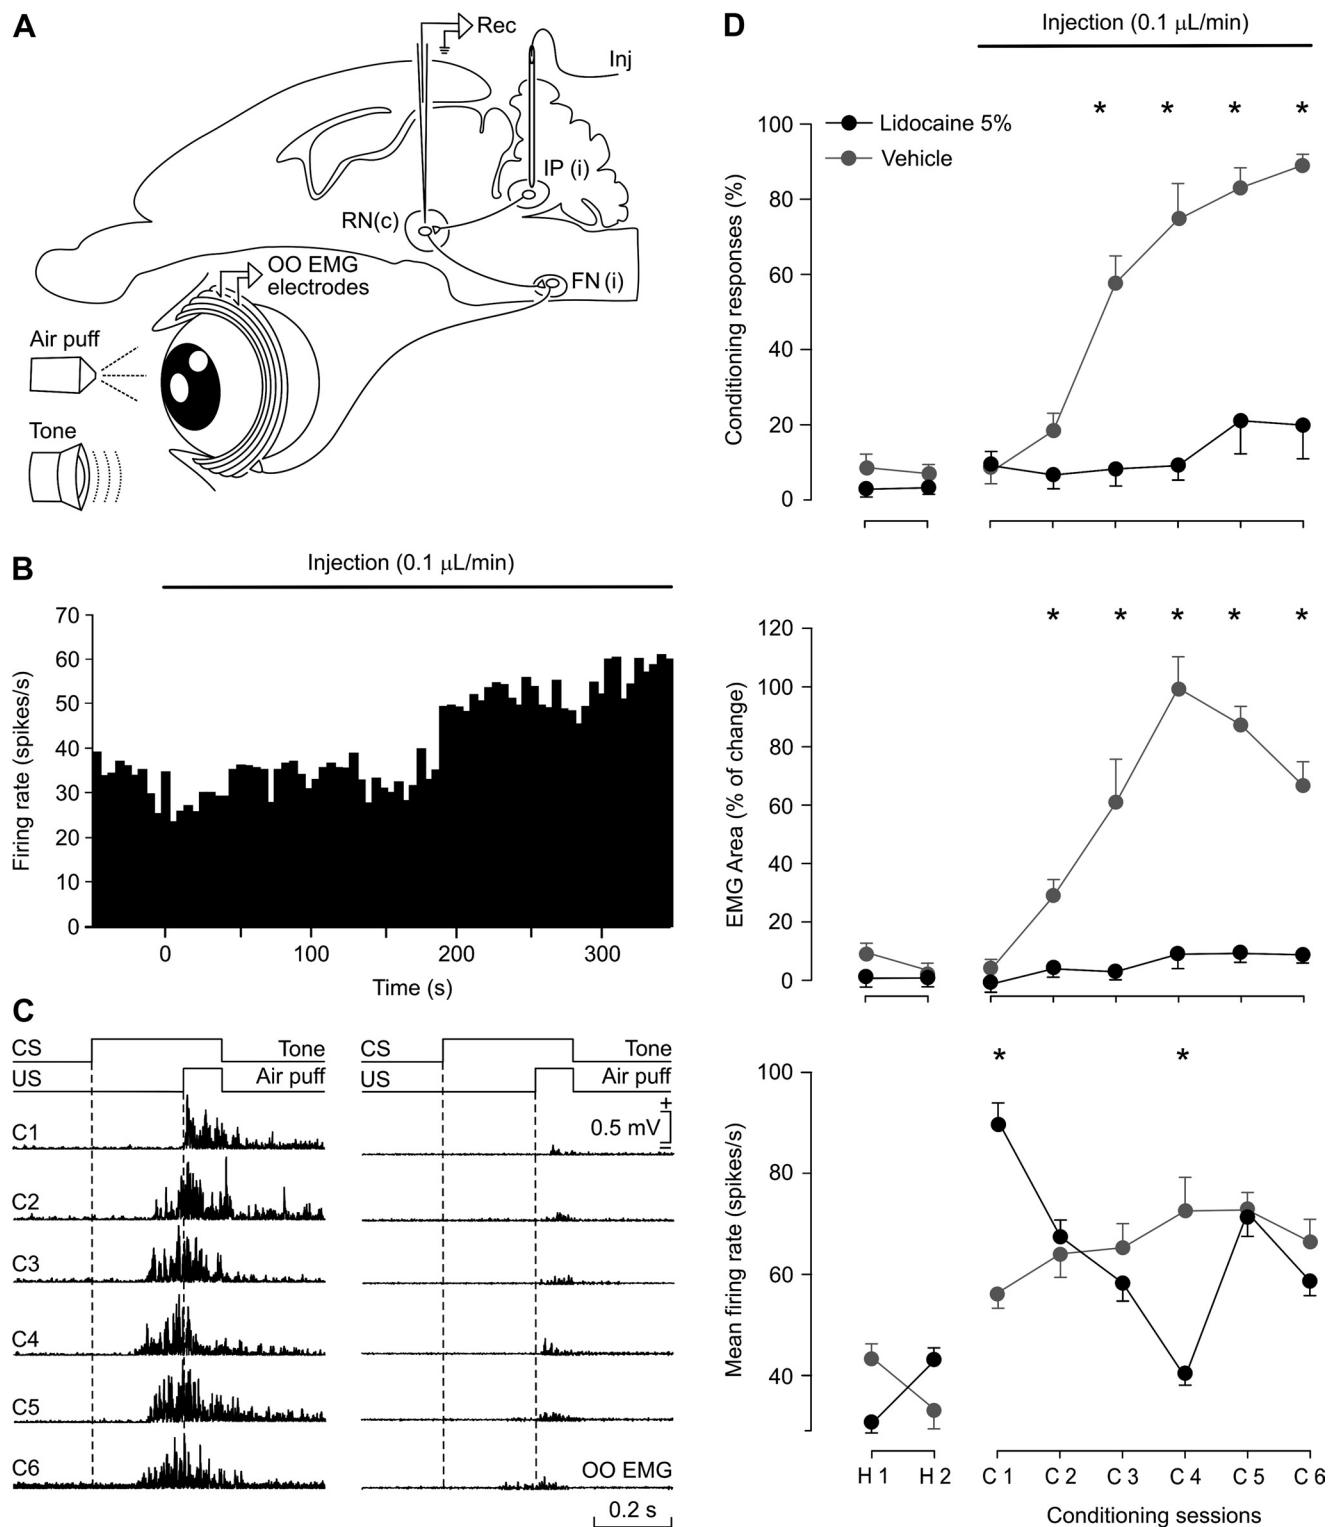 A
Rec
Inj
IP (i)
RN(c)
OO EMG
electrodes
FN (i)
Air puff
Tone
B
Injection (0.1 μL/min)
70
60
50
40
30
20
10
0
Firing rate (spikes/s)
0
100
200
300
Time (s)
C
CS
Tone
US
Air puff
C1
C2
C3
C4
C5
C6
CS
Tone
US
Air puff
+
0.5 mV
–
OO EMG
0.2 s
D
Injection (0.1 μL/min)
* * * *
Lidocaine 5%
Vehicle
100
80
60
40
20
0
Conditioning responses (%)
* * * * *
120
100
80
60
40
20
0
EMG Area (% of change)
* *
100
80
60
40
Mean firing rate (spikes/s)
H 1 H 2 C 1 C 2 C 3 C 4 C 5 C 6
Conditioning sessions